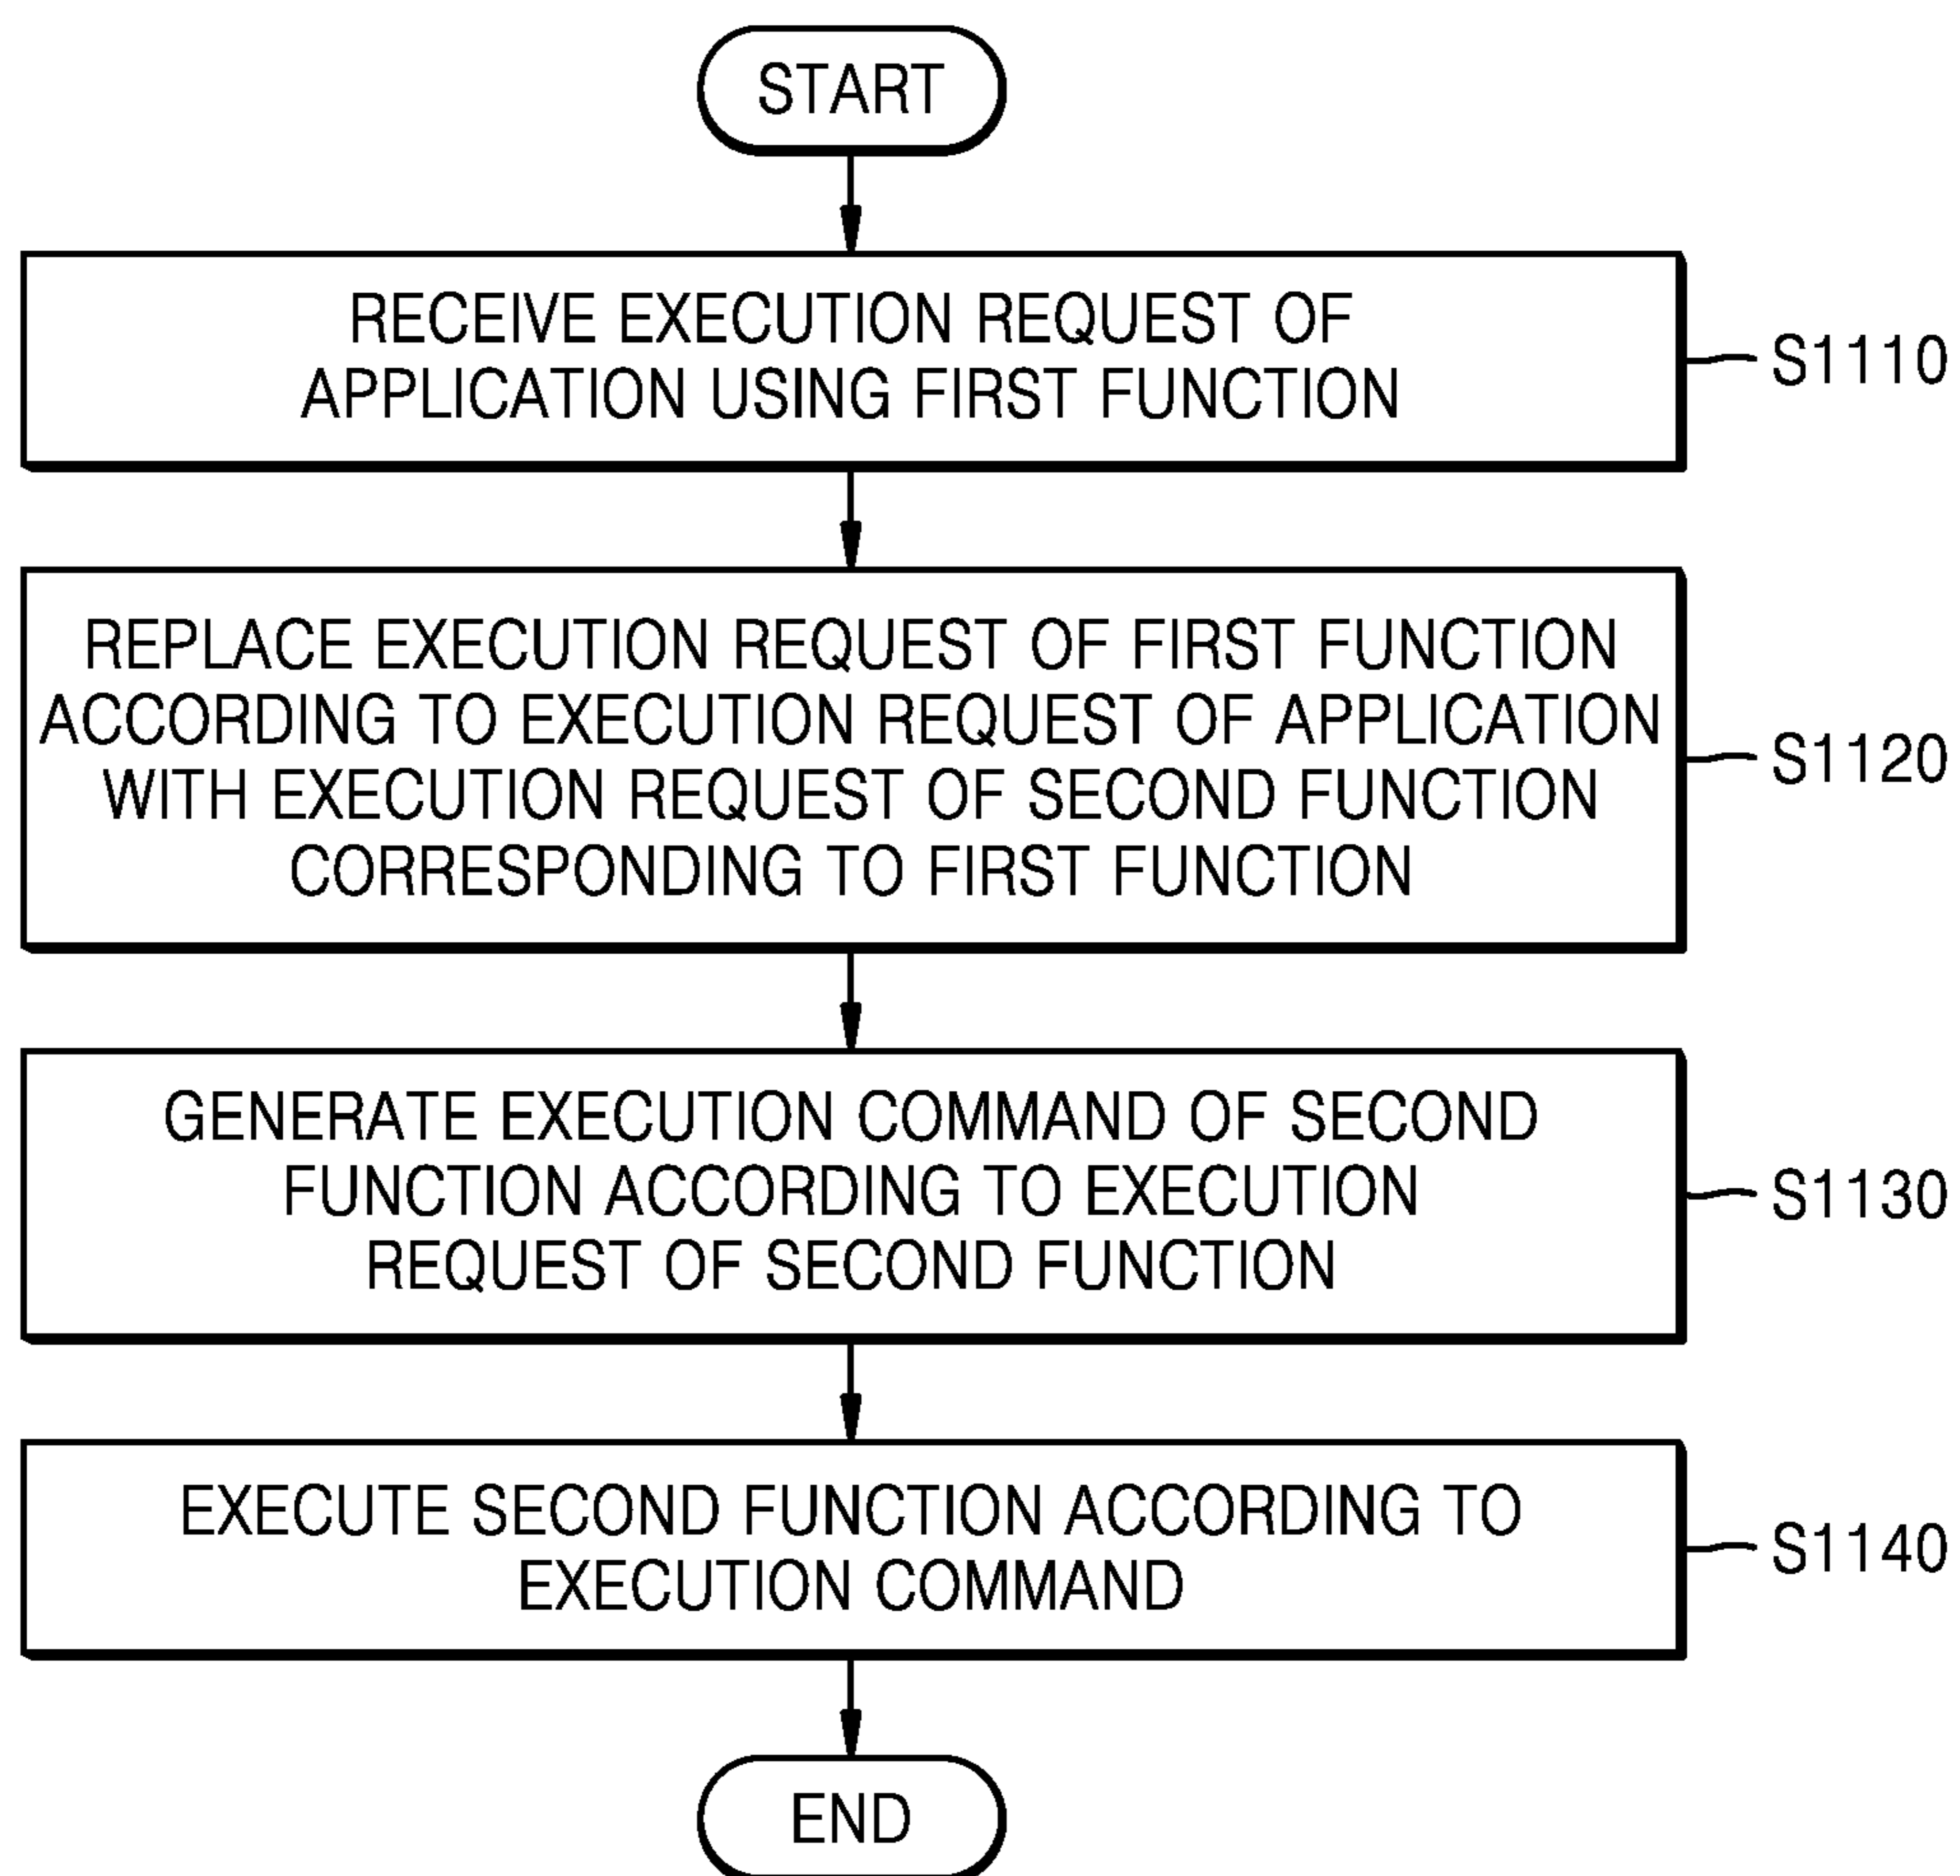 START
RECEIVE EXECUTION REQUEST OF
APPLICATION USING FIRST FUNCTION
S1110
REPLACE EXECUTION REQUEST OF FIRST FUNCTION
ACCORDING TO EXECUTION REQUEST OF APPLICATION
WITH EXECUTION REQUEST OF SECOND FUNCTION
CORRESPONDING TO FIRST FUNCTION
S1120
GENERATE EXECUTION COMMAND OF SECOND
FUNCTION ACCORDING TO EXECUTION
REQUEST OF SECOND FUNCTION
S1130
EXECUTE SECOND FUNCTION ACCORDING TO
EXECUTION COMMAND
S1140
END